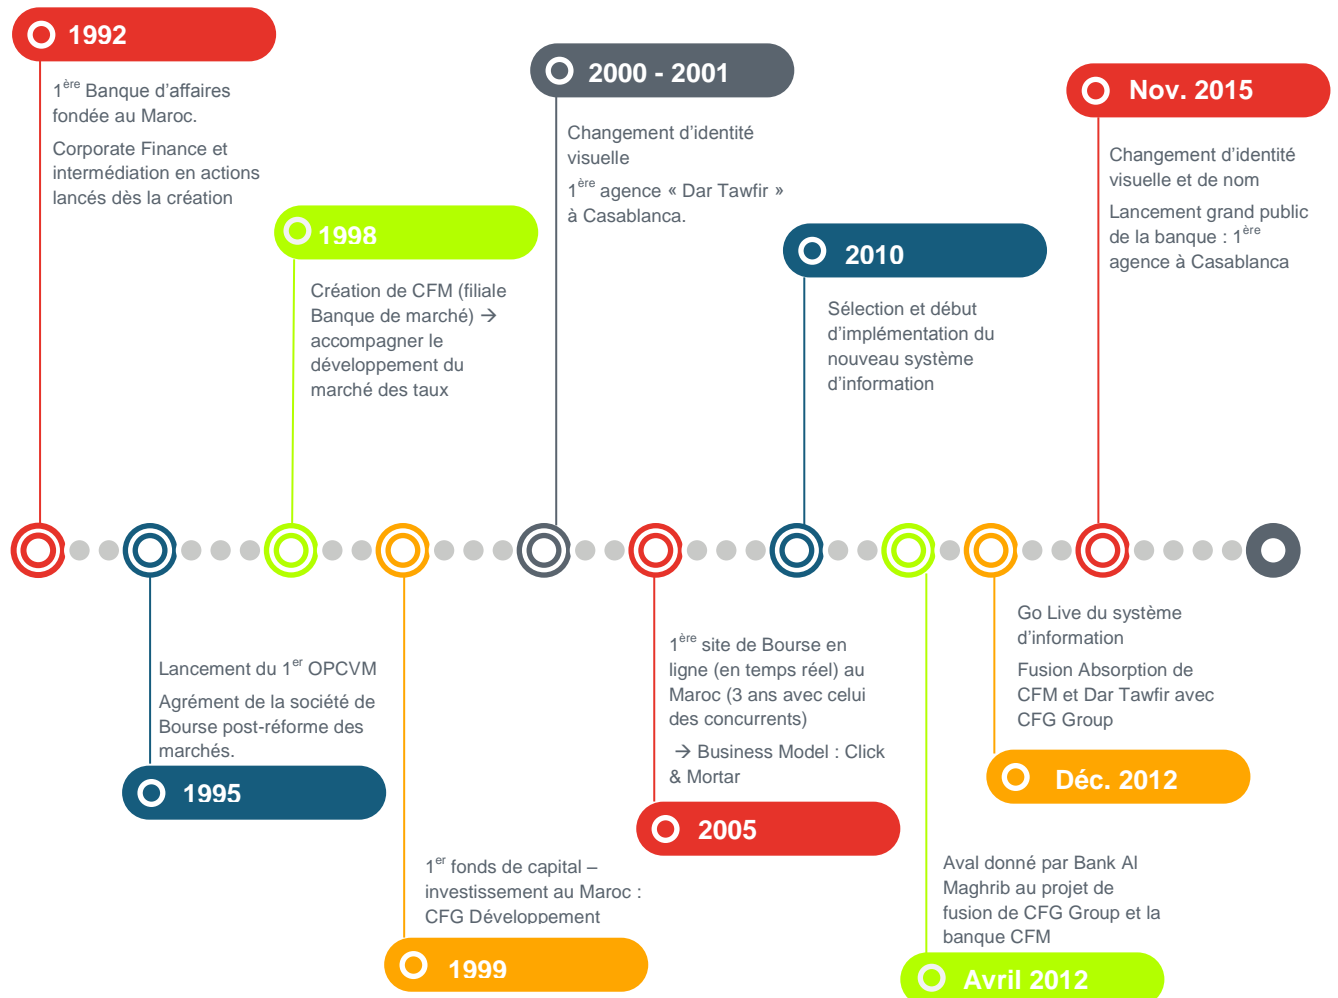 1992
1ère Banque d'affaires
fondée au Maroc.
Corporate Finance et
intermédiation en actions
lancés dès la création
1998
Création de CFM (filiale
Banque de marché) →
accompagner le
développement du
marché des taux
2000 - 2001
Changement d'identité
visuelle
1ère agence « Dar Tawfir »
à Casablanca.
2010
Sélection et début
d'implémentation du
nouveau système
d'information
Nov. 2015
Changement d'identité
visuelle et de nom
Lancement grand public
de la banque : 1ère
agence à Casablanca
Lancement du 1er OPCVM
Agrément de la société de
Bourse post-réforme des
marchés.
1995
1er fonds de capital –
investissement au Maroc :
CFG Développement
1999
1ère site de Bourse en
ligne (en temps réel) au
Maroc (3 ans avec celui
des concurrents)
→ Business Model : Click
& Mortar
2005
Aval donné par Bank Al
Maghrib au projet de
fusion de CFG Group et la
banque CFM
Avril 2012
Go Live du système
d'information
Fusion Absorption de
CFM et Dar Tawfir avec
CFG Group
Déc. 2012